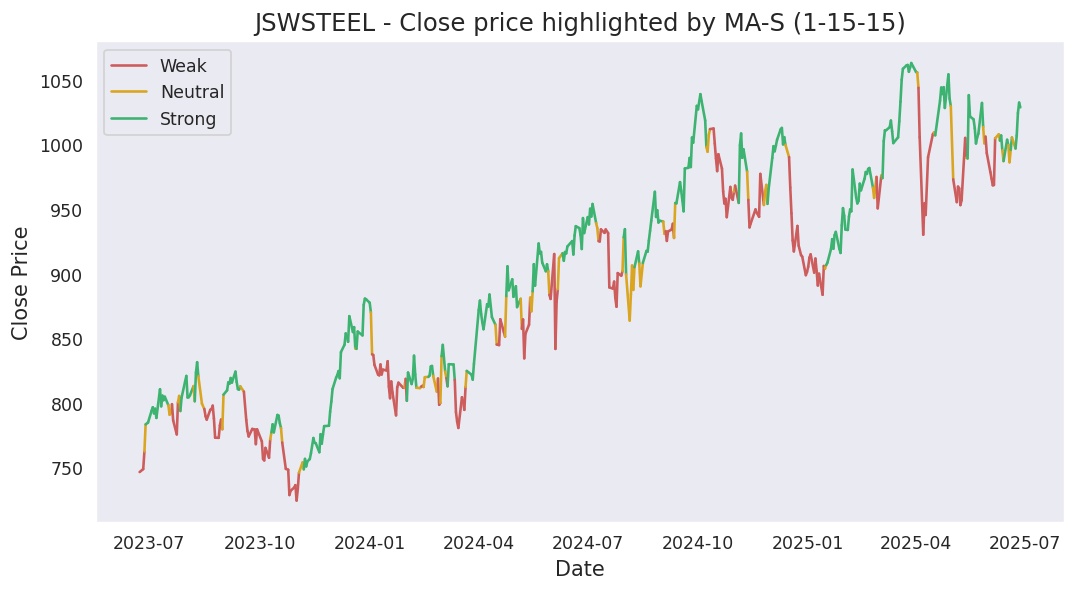 JSWSTEEL - Close price highlighted by MA-S (1-15-15)
Weak
Neutral
Strong
Close Price
1050
1000
950
900
850
800
750
2023-07
2023-10
2024-01
2024-04
2024-07
2024-10
2025-01
2025-04
2025-07
Date